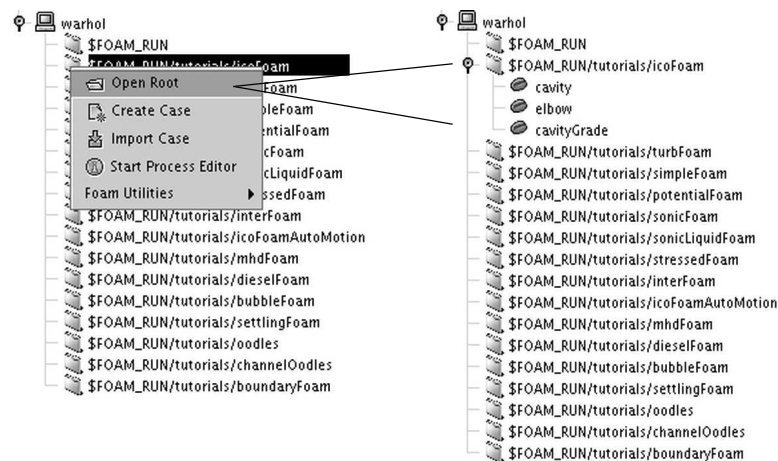 warhol
$FOAM_RUN
$FOAM_RUN/tutorials/icoFoam
Foam
pleFoam
entialFoam
icFoam
icLiquidFoam
essedFoam
Open Root
Create Case
Import Case
Start Process Editor
Foam Utilities
$FOAM_RUN/tutorials/interFoam
$FOAM_RUN/tutorials/icoFoamAutoMotion
$FOAM_RUN/tutorials/mhdFoam
$FOAM_RUN/tutorials/dieselFoam
$FOAM_RUN/tutorials/bubbleFoam
$FOAM_RUN/tutorials/settlingFoam
$FOAM_RUN/tutorials/oodles
$FOAM_RUN/tutorials/channelOodles
$FOAM_RUN/tutorials/boundaryFoam
warhol
$FOAM_RUN
$FOAM_RUN/tutorials/icoFoam
cavity
elbow
cavityGrade
$FOAM_RUN/tutorials/turbFoam
$FOAM_RUN/tutorials/simpleFoam
$FOAM_RUN/tutorials/potentialFoam
$FOAM_RUN/tutorials/sonicFoam
$FOAM_RUN/tutorials/sonicLiquidFoam
$FOAM_RUN/tutorials/stressedFoam
$FOAM_RUN/tutorials/interFoam
$FOAM_RUN/tutorials/icoFoamAutoMotion
$FOAM_RUN/tutorials/mhdFoam
$FOAM_RUN/tutorials/dieselFoam
$FOAM_RUN/tutorials/bubbleFoam
$FOAM_RUN/tutorials/settlingFoam
$FOAM_RUN/tutorials/oodles
$FOAM_RUN/tutorials/channelOodles
$FOAM_RUN/tutorials/boundaryFoam